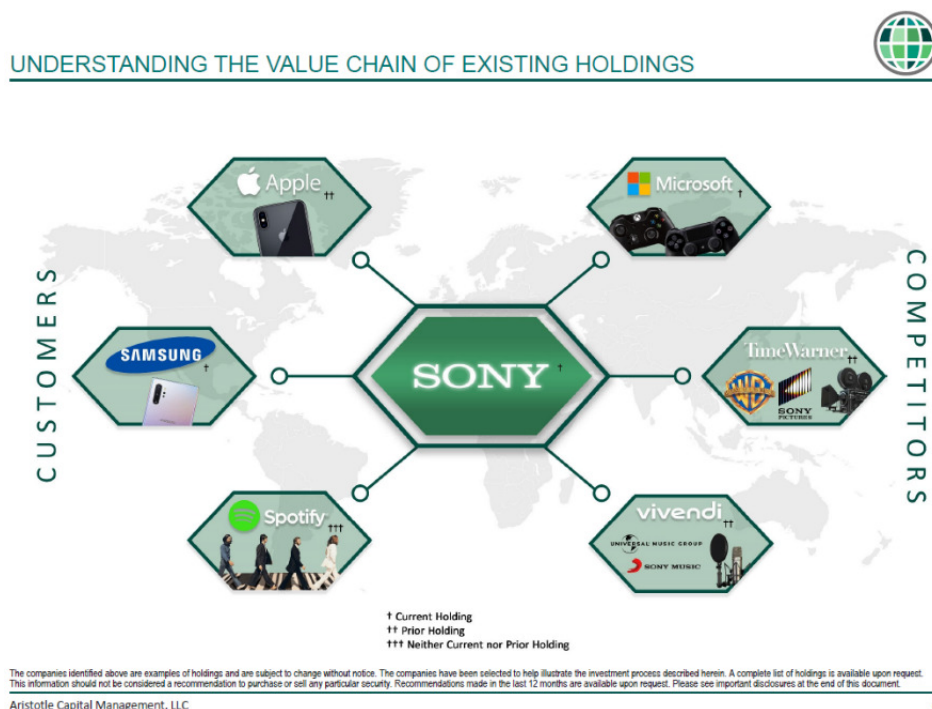 UNDERSTANDING THE VALUE CHAIN OF EXISTING HOLDINGS
CUSTOMERS
Apple ††
SAMSUNG †
Spotify †††
SONY †
Microsoft †
TimeWarner ††
WB
SONY
PICTURES
vivendi ††
UNIVERSAL MUSIC GROUP
SONY MUSIC
COMPETITORS
† Current Holding
†† Prior Holding
††† Neither Current nor Prior Holding
The companies identified above are examples of holdings and are subject to change without notice. The companies have been selected to help illustrate the investment process described herein. A complete list of holdings is available upon request.
This information should not be considered a recommendation to purchase or sell any particular security. Recommendations made in the last 12 months are available upon request. Please see important disclosures at the end of this document.
Aristotle Capital Management, LLC